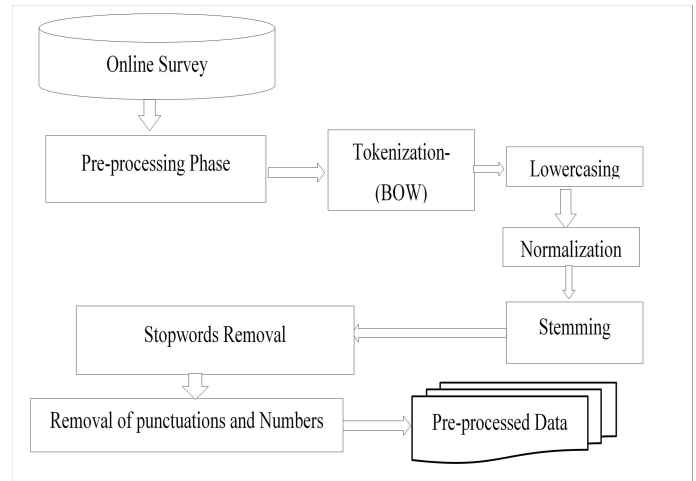 Online Survey
Pre-processing Phase
Tokenization-
(BOW)
Lowercasing
Normalization
Stemming
Stopwords Removal
Removal of punctuations and Numbers
Pre-processed Data